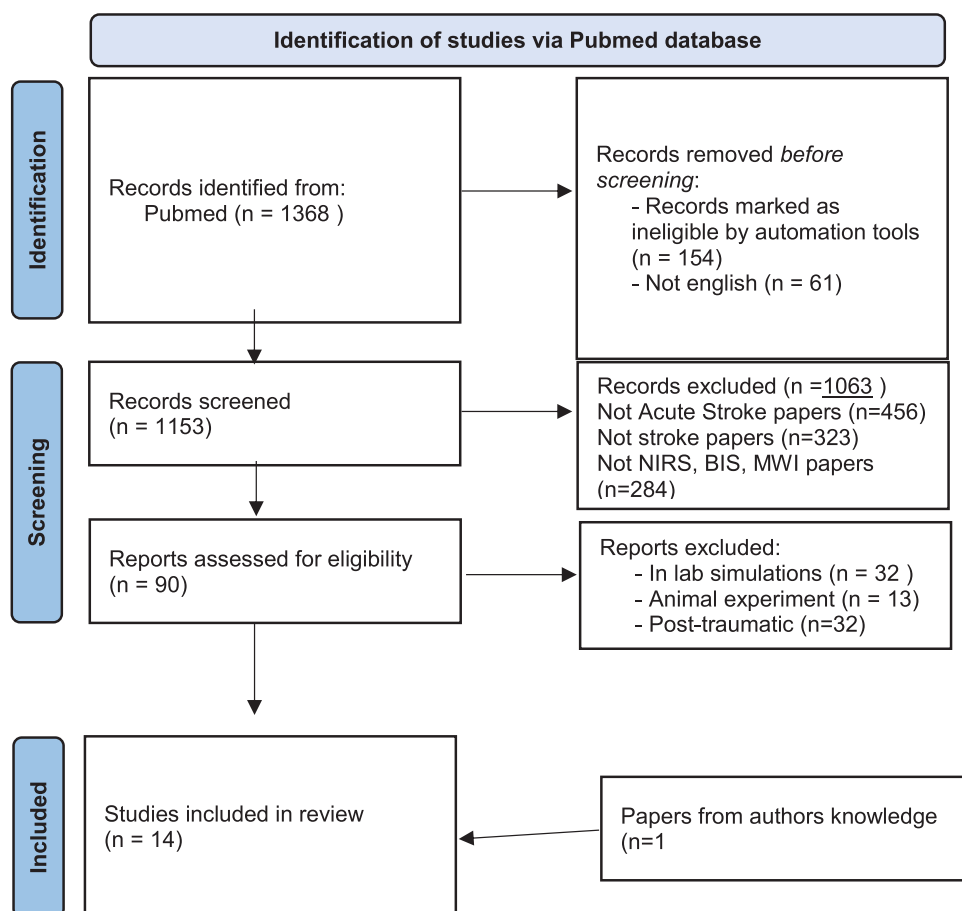 Identification of studies via Pubmed database
Identification
Records identified from:
Pubmed (n = 1368 )
Records removed before
screening:
- Records marked as
ineligible by automation tools
(n = 154)
- Not english (n = 61)
Screening
Records screened
(n = 1153)
Records excluded (n =1063 )
Not Acute Stroke papers (n=456)
Not stroke papers (n=323)
Not NIRS, BIS, MWI papers
(n=284)
Reports assessed for eligibility
(n = 90)
Reports excluded:
- In lab simulations (n = 32 )
- Animal experiment (n = 13)
- Post-traumatic (n=32)
Included
Studies included in review
(n = 14)
Papers from authors knowledge
(n=1